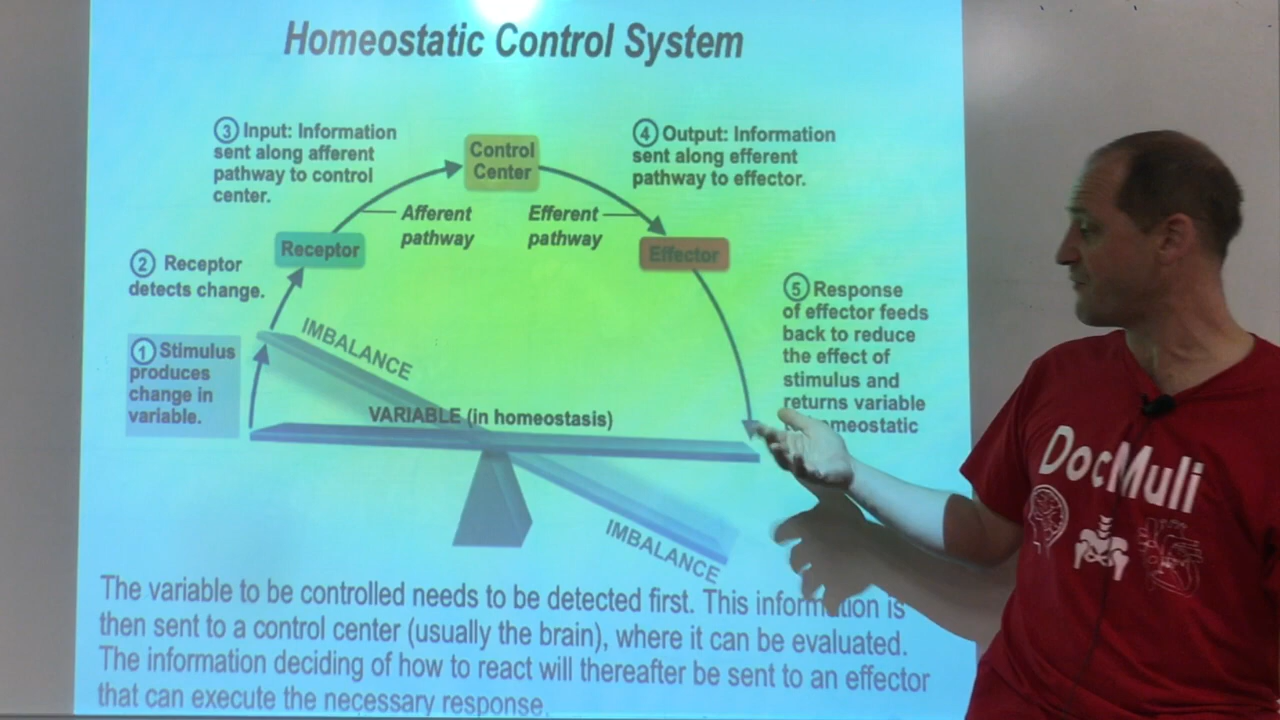 Homeostatic Control System
③ Input: Information
sent along afferent
pathway to control
center.
Control
Center
④ Output: Information
sent along efferent
pathway to effector.
Afferent
pathway
Efferent
pathway
Receptor
Effector
② Receptor
detects change.
① Stimulus
produces
change in
variable.
IMBALANCE
VARIABLE (in homeostasis)
IMBALANCE
⑤ Response
of effector feeds
back to reduce
the effect of
stimulus and
returns variable
The variable to be controlled needs to be detected first. This information is
then sent to a control center (usually the brain), where it can be evaluated.
The information deciding of how to react will thereafter be sent to an effector
that can execute the necessary response.
DocMuli